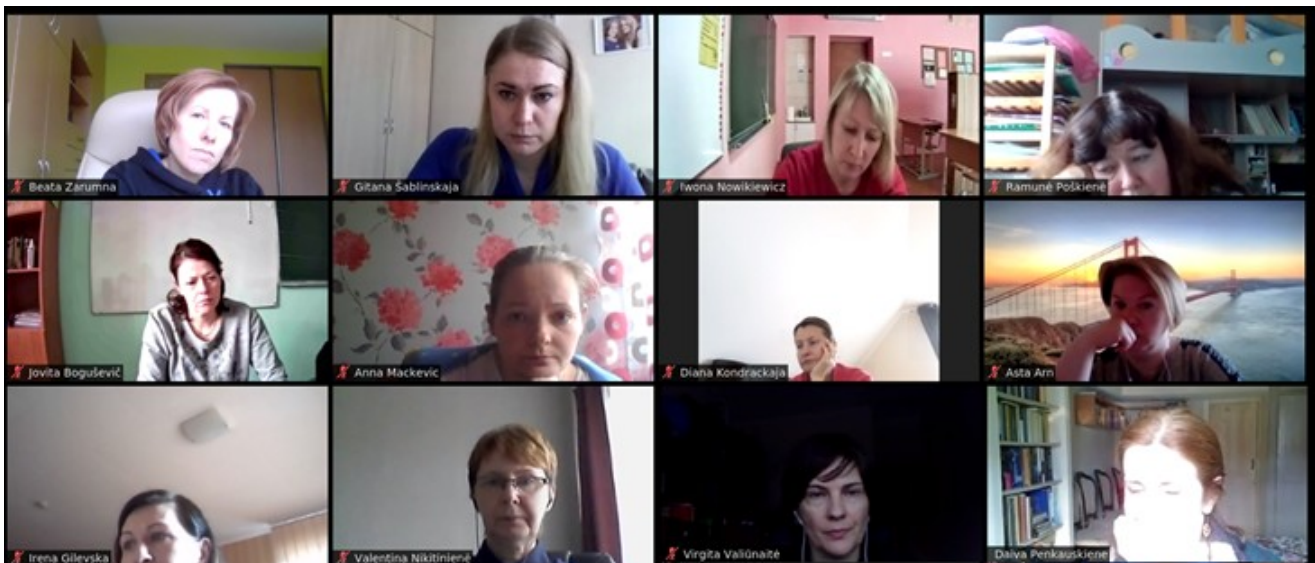 Beata Zarumna
Gitana Šablinskaja
Iwona Nowikiewicz
Ramunė Poškienė
Jovita Boguševič
Anna Mackevic
Diana Kondrackaja
Asta Arn
Irena Gilevska
Valentina Nikitinienė
Virgita Valiūnaitė
Daiva Penkauskiene